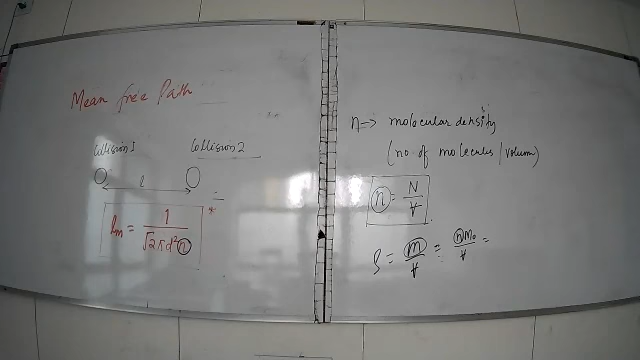 Mean free Path
Collision 1 Collision 2
l
lm = 1 / √2πd²n *
n → molecular density
(no of molecules / volume)
n = N / V
ρ = m / V = nM₀ / V =